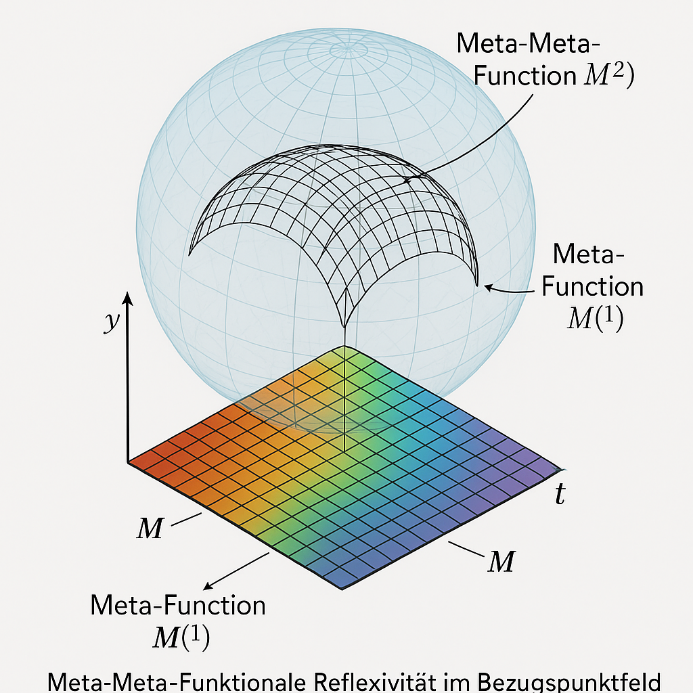 Meta-Meta-
Function M²)
Meta-
Function
M(¹)
y
t
M
M
Meta-Function
M(¹)
Meta-Meta-Funktionale Reflexivität im Bezugspunktfeld